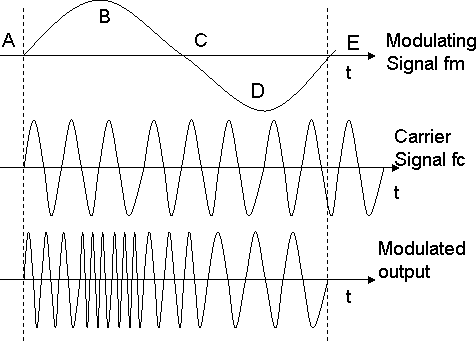 B
A
C
E
Modulating
Signal fm
t
D
Carrier
Signal fc
t
Modulated
output
t